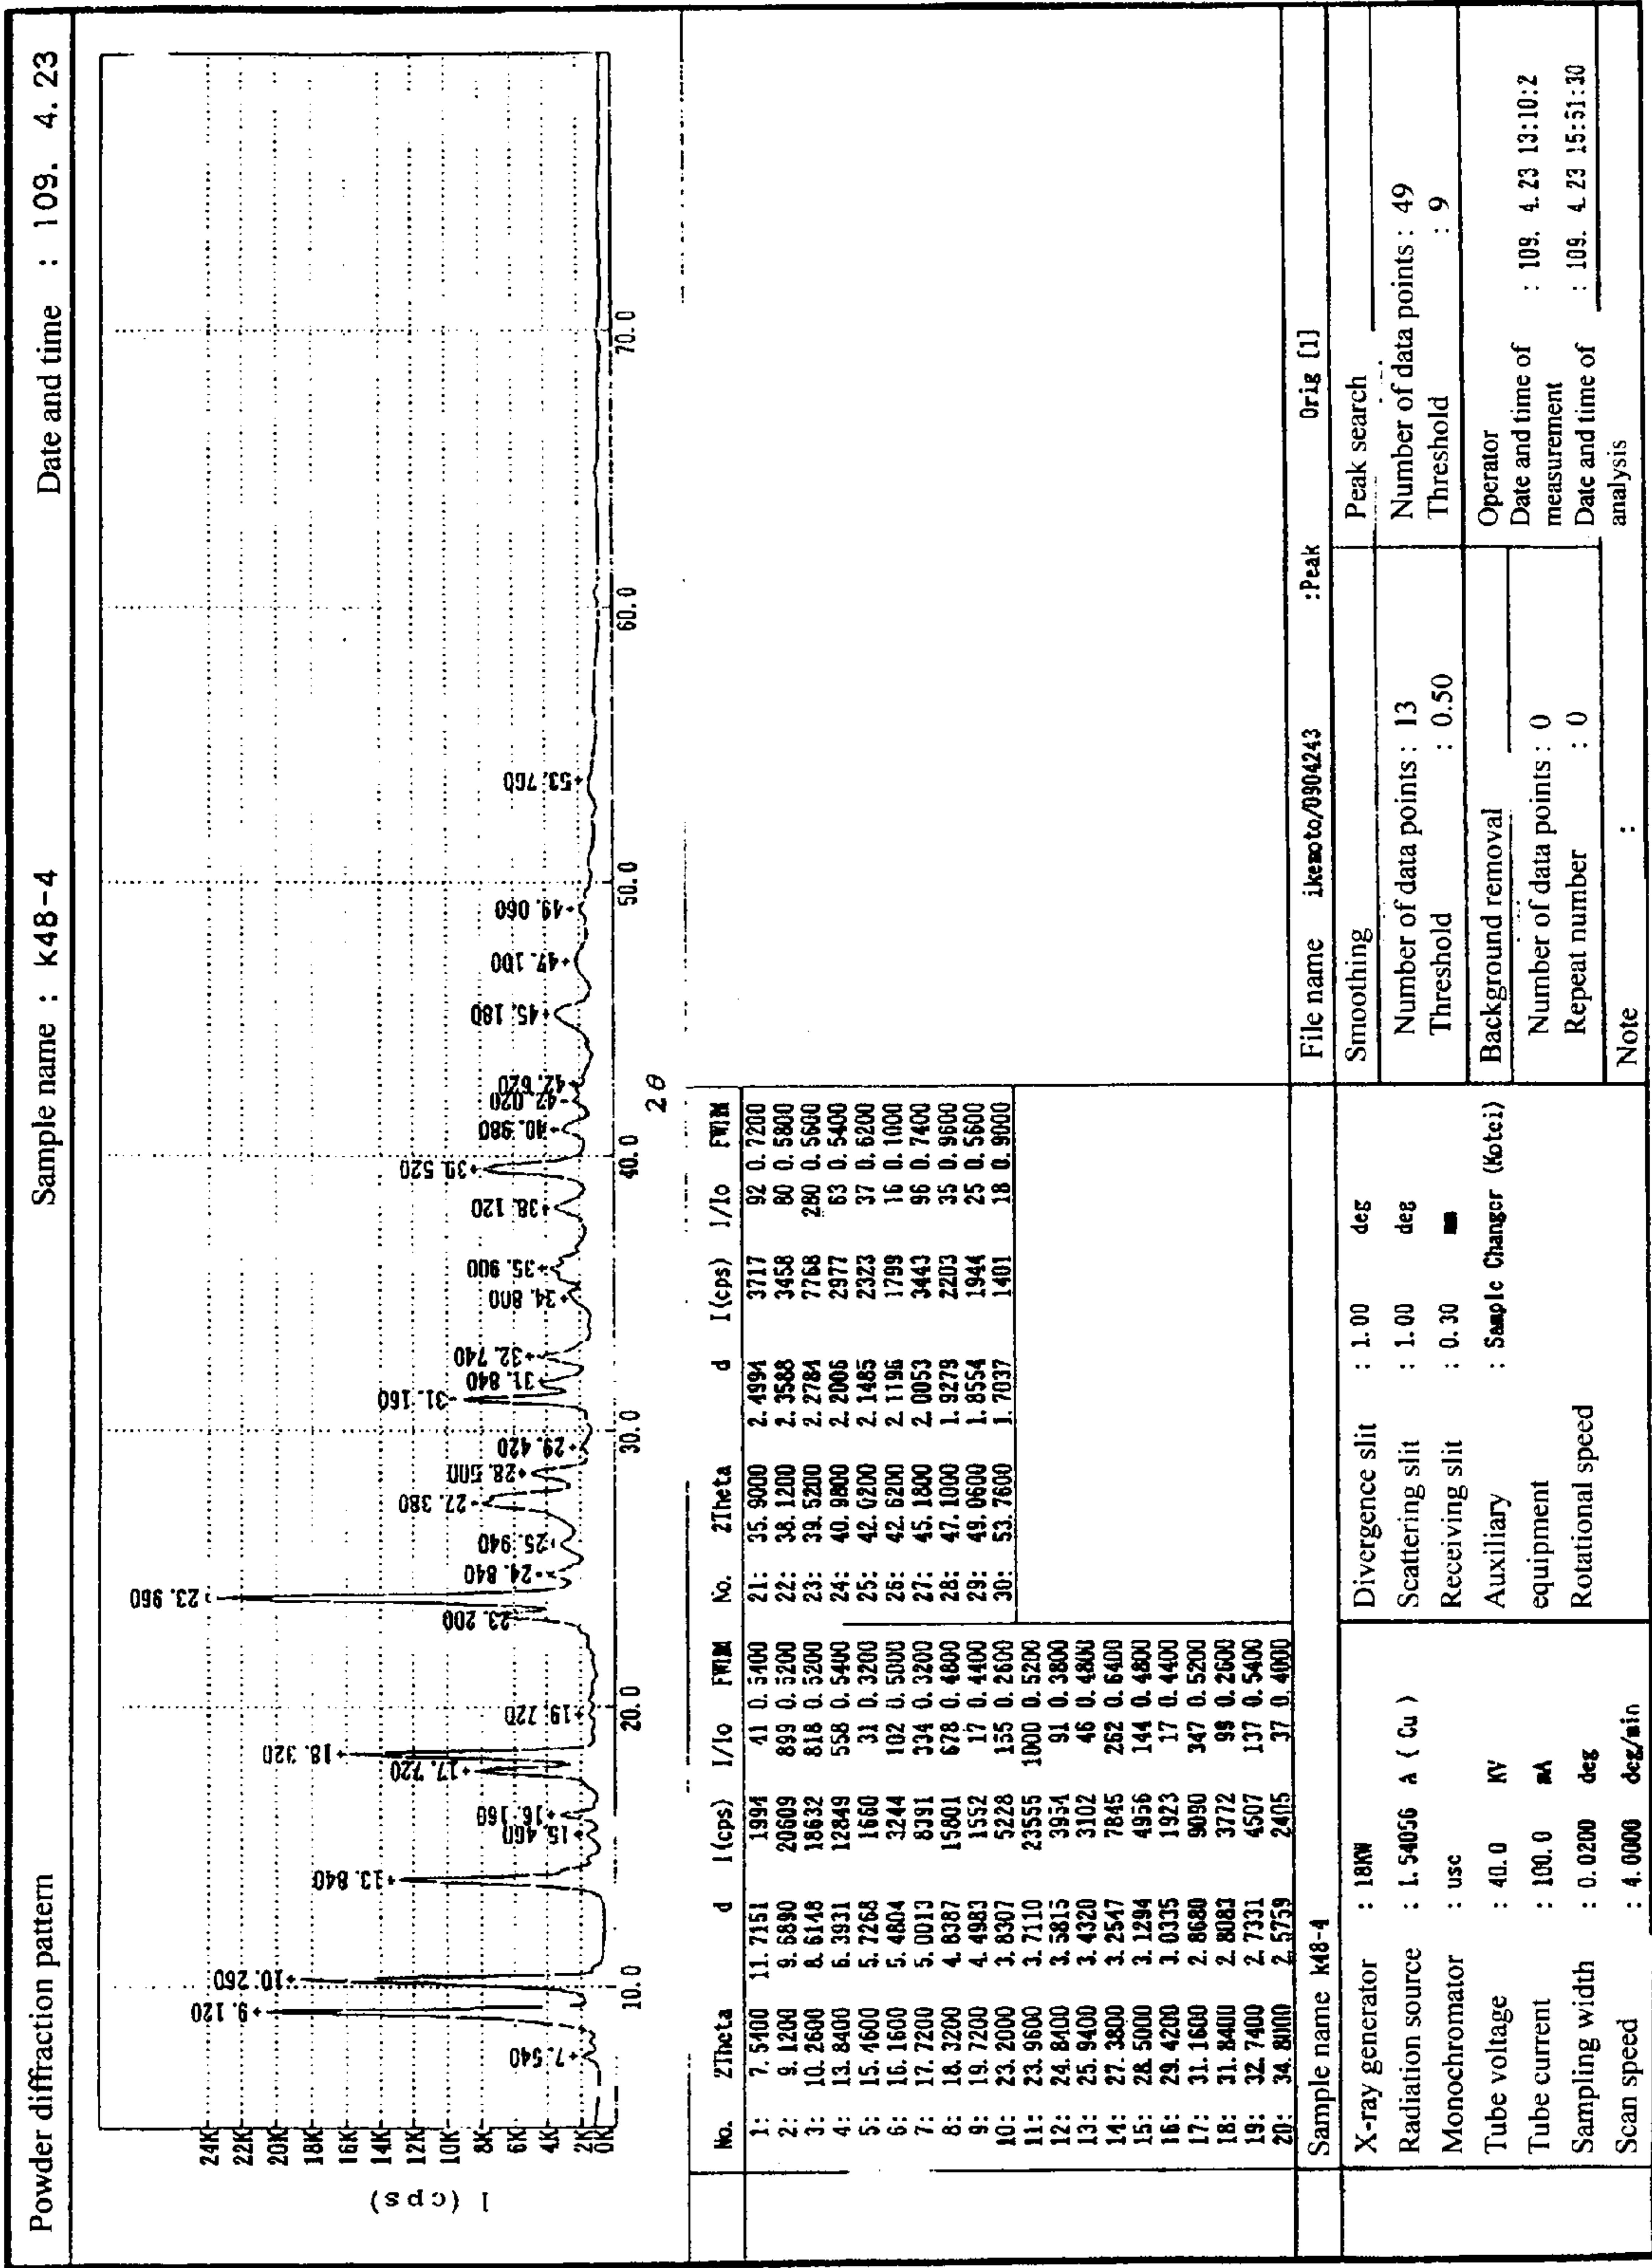 Powder diffraction pattern Sample name : k48-4 Date and time : 109. 4. 23
I (cps)
24K
22K
20K
18K
16K
14K
12K
10K
8K
6K
4K
2K
0K
7.540
9.120
10.260
13.840
15.460
16.160
17.720
18.320
19.720
23.200
23.960
24.840
25.940
27.380
28.500
29.420
31.160
31.840
32.740
34.800
35.900
38.120
39.520
40.980
42.020
42.620
45.180
47.100
49.060
53.760
10.0 20.0 30.0 40.0 50.0 60.0 70.0
2θ
No. 2Theta d I(cps) I/Io FWHM
1: 7.5400 11.7151 1994 41 0.5400
2: 9.1200 9.6890 20609 899 0.5200
3: 10.2600 8.6148 18632 818 0.5200
4: 13.8400 6.3931 12849 558 0.5400
5: 15.4600 5.7268 1660 31 0.3200
6: 16.1600 5.4804 3244 102 0.5000
7: 17.7200 5.0013 8391 334 0.3200
8: 18.3200 4.8387 15801 678 0.4800
9: 19.7200 4.4983 1552 17 0.4400
10: 23.2000 3.8307 5228 155 0.2600
11: 23.9600 3.7110 23555 1000 0.5200
12: 24.8400 3.5815 3954 91 0.3800
13: 25.9400 3.4320 3102 46 0.4800
14: 27.3800 3.2547 7845 262 0.6400
15: 28.5000 3.1294 4956 144 0.4800
16: 29.4200 3.0335 1923 17 0.4400
17: 31.1600 2.8680 9090 347 0.5200
18: 31.8400 2.8083 3772 99 0.2600
19: 32.7400 2.7331 4507 137 0.5400
20: 34.8000 2.5759 2405 37 0.4000
No. 2Theta d I(cps) I/Io FWHM
21: 35.9000 2.4994 3717 92 0.7200
22: 38.1200 2.3588 3458 80 0.5800
23: 39.5200 2.2784 7768 280 0.5600
24: 40.9800 2.2006 2977 63 0.5400
25: 42.0200 2.1485 2323 37 0.6200
26: 42.6200 2.1196 1799 16 0.1000
27: 45.1800 2.0053 3443 96 0.7400
28: 47.1000 1.9279 2203 35 0.9600
29: 49.0600 1.8554 1944 25 0.5600
30: 53.7600 1.7037 1401 18 0.9000
Sample name k48-4
File name ikemoto/0904243 :Peak Orig [1]
X-ray generator : 18KW
Radiation source : 1.54056 A ( Cu )
Monochromator : use
Tube voltage : 40.0 KV
Tube current : 100.0 mA
Sampling width : 0.0200 deg
Scan speed : 4.0000 deg/min
Divergence slit : 1.00 deg
Scattering slit : 1.00 deg
Receiving slit : 0.30 mm
Auxiliary : Sample Changer (Kotei)
equipment
Rotational speed
Smoothing
Number of data points : 13
Threshold : 0.50
Background removal
Number of data points : 0
Repeat number : 0
Note :
Peak search
Number of data points : 49
Threshold : 9
Operator
Date and time of : 109. 4. 23 13:10:2
measurement
Date and time of : 109. 4. 23 15:51:30
analysis